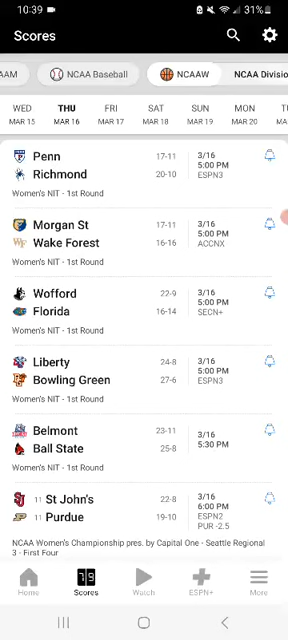 10:39 31%
Scores
AAM NCAA Baseball NCAAW NCAA Divisio
WED THU FRI SAT SUN MON TU
MAR 15 MAR 16 MAR 17 MAR 18 MAR 19 MAR 20 MA
Penn 17-11 3/16
5:00 PM
Richmond 20-10 ESPN3
Women's NIT - 1st Round
Morgan St 17-11 3/16
5:00 PM
Wake Forest 16-16 ACCNX
Women's NIT - 1st Round
Wofford 22-9 3/16
5:00 PM
Florida 16-14 SECN+
Women's NIT - 1st Round
Liberty 24-8 3/16
5:00 PM
Bowling Green 27-6 ESPN3
Women's NIT - 1st Round
Belmont 23-11 3/16
Ball State 25-8 5:30 PM
Women's NIT - 1st Round
11 St John's 22-8 3/16
6:00 PM
11 Purdue 19-10 ESPN2
PUR -2.5
NCAA Women's Championship pres. by Capital One - Seattle Regional
3 - First Four
Home Scores Watch ESPN+ More